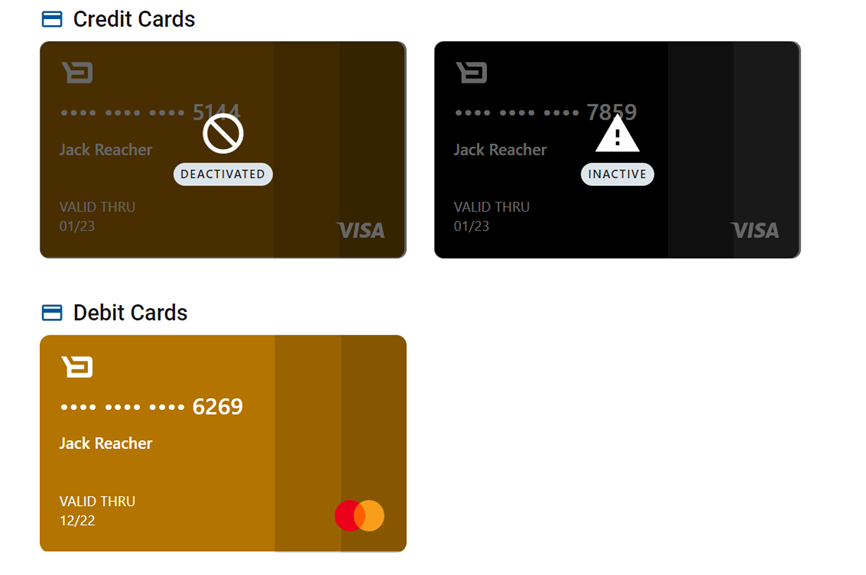 Credit Cards
•••• •••• •••• 5144
Jack Reacher
DEACTIVATED
VALID THRU
01/23
VISA
•••• •••• •••• 7859
Jack Reacher
INACTIVE
VALID THRU
01/23
VISA
Debit Cards
•••• •••• •••• 6269
Jack Reacher
VALID THRU
12/22